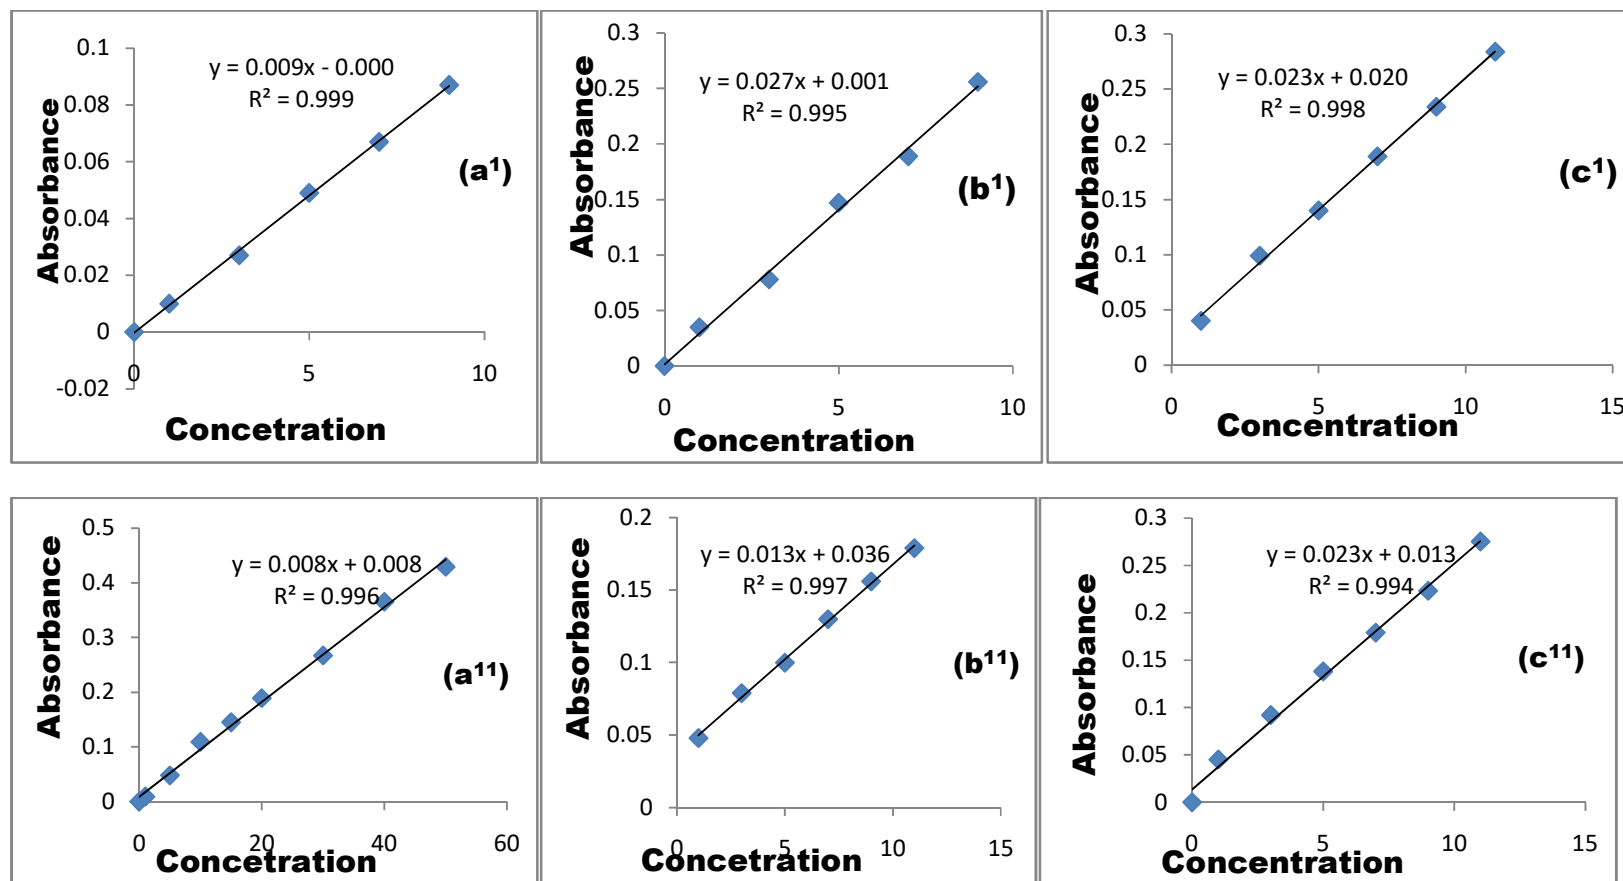 0.1
0.08
0.06
0.04
0.02
0
-0.02
Absorbance
y = 0.009x - 0.000
R² = 0.999
(a¹)
0
5
10
Concetration
0.3
0.25
0.2
0.15
0.1
0.05
0
Absorbance
y = 0.027x + 0.001
R² = 0.995
(b¹)
0
5
10
Concentration
0.3
0.25
0.2
0.15
0.1
0.05
0
Absorbance
y = 0.023x + 0.020
R² = 0.998
(c¹)
0
5
10
15
Concentration
0.5
0.4
0.3
0.2
0.1
0
Absorbance
y = 0.008x + 0.008
R² = 0.996
(a¹¹)
0
20
40
60
Concetration
0.2
0.15
0.1
0.05
0
Absorbance
y = 0.013x + 0.036
R² = 0.997
(b¹¹)
0
5
10
15
Concetration
0.3
0.25
0.2
0.15
0.1
0.05
0
Absorbance
y = 0.023x + 0.013
R² = 0.994
(c¹¹)
0
5
10
15
Concentration